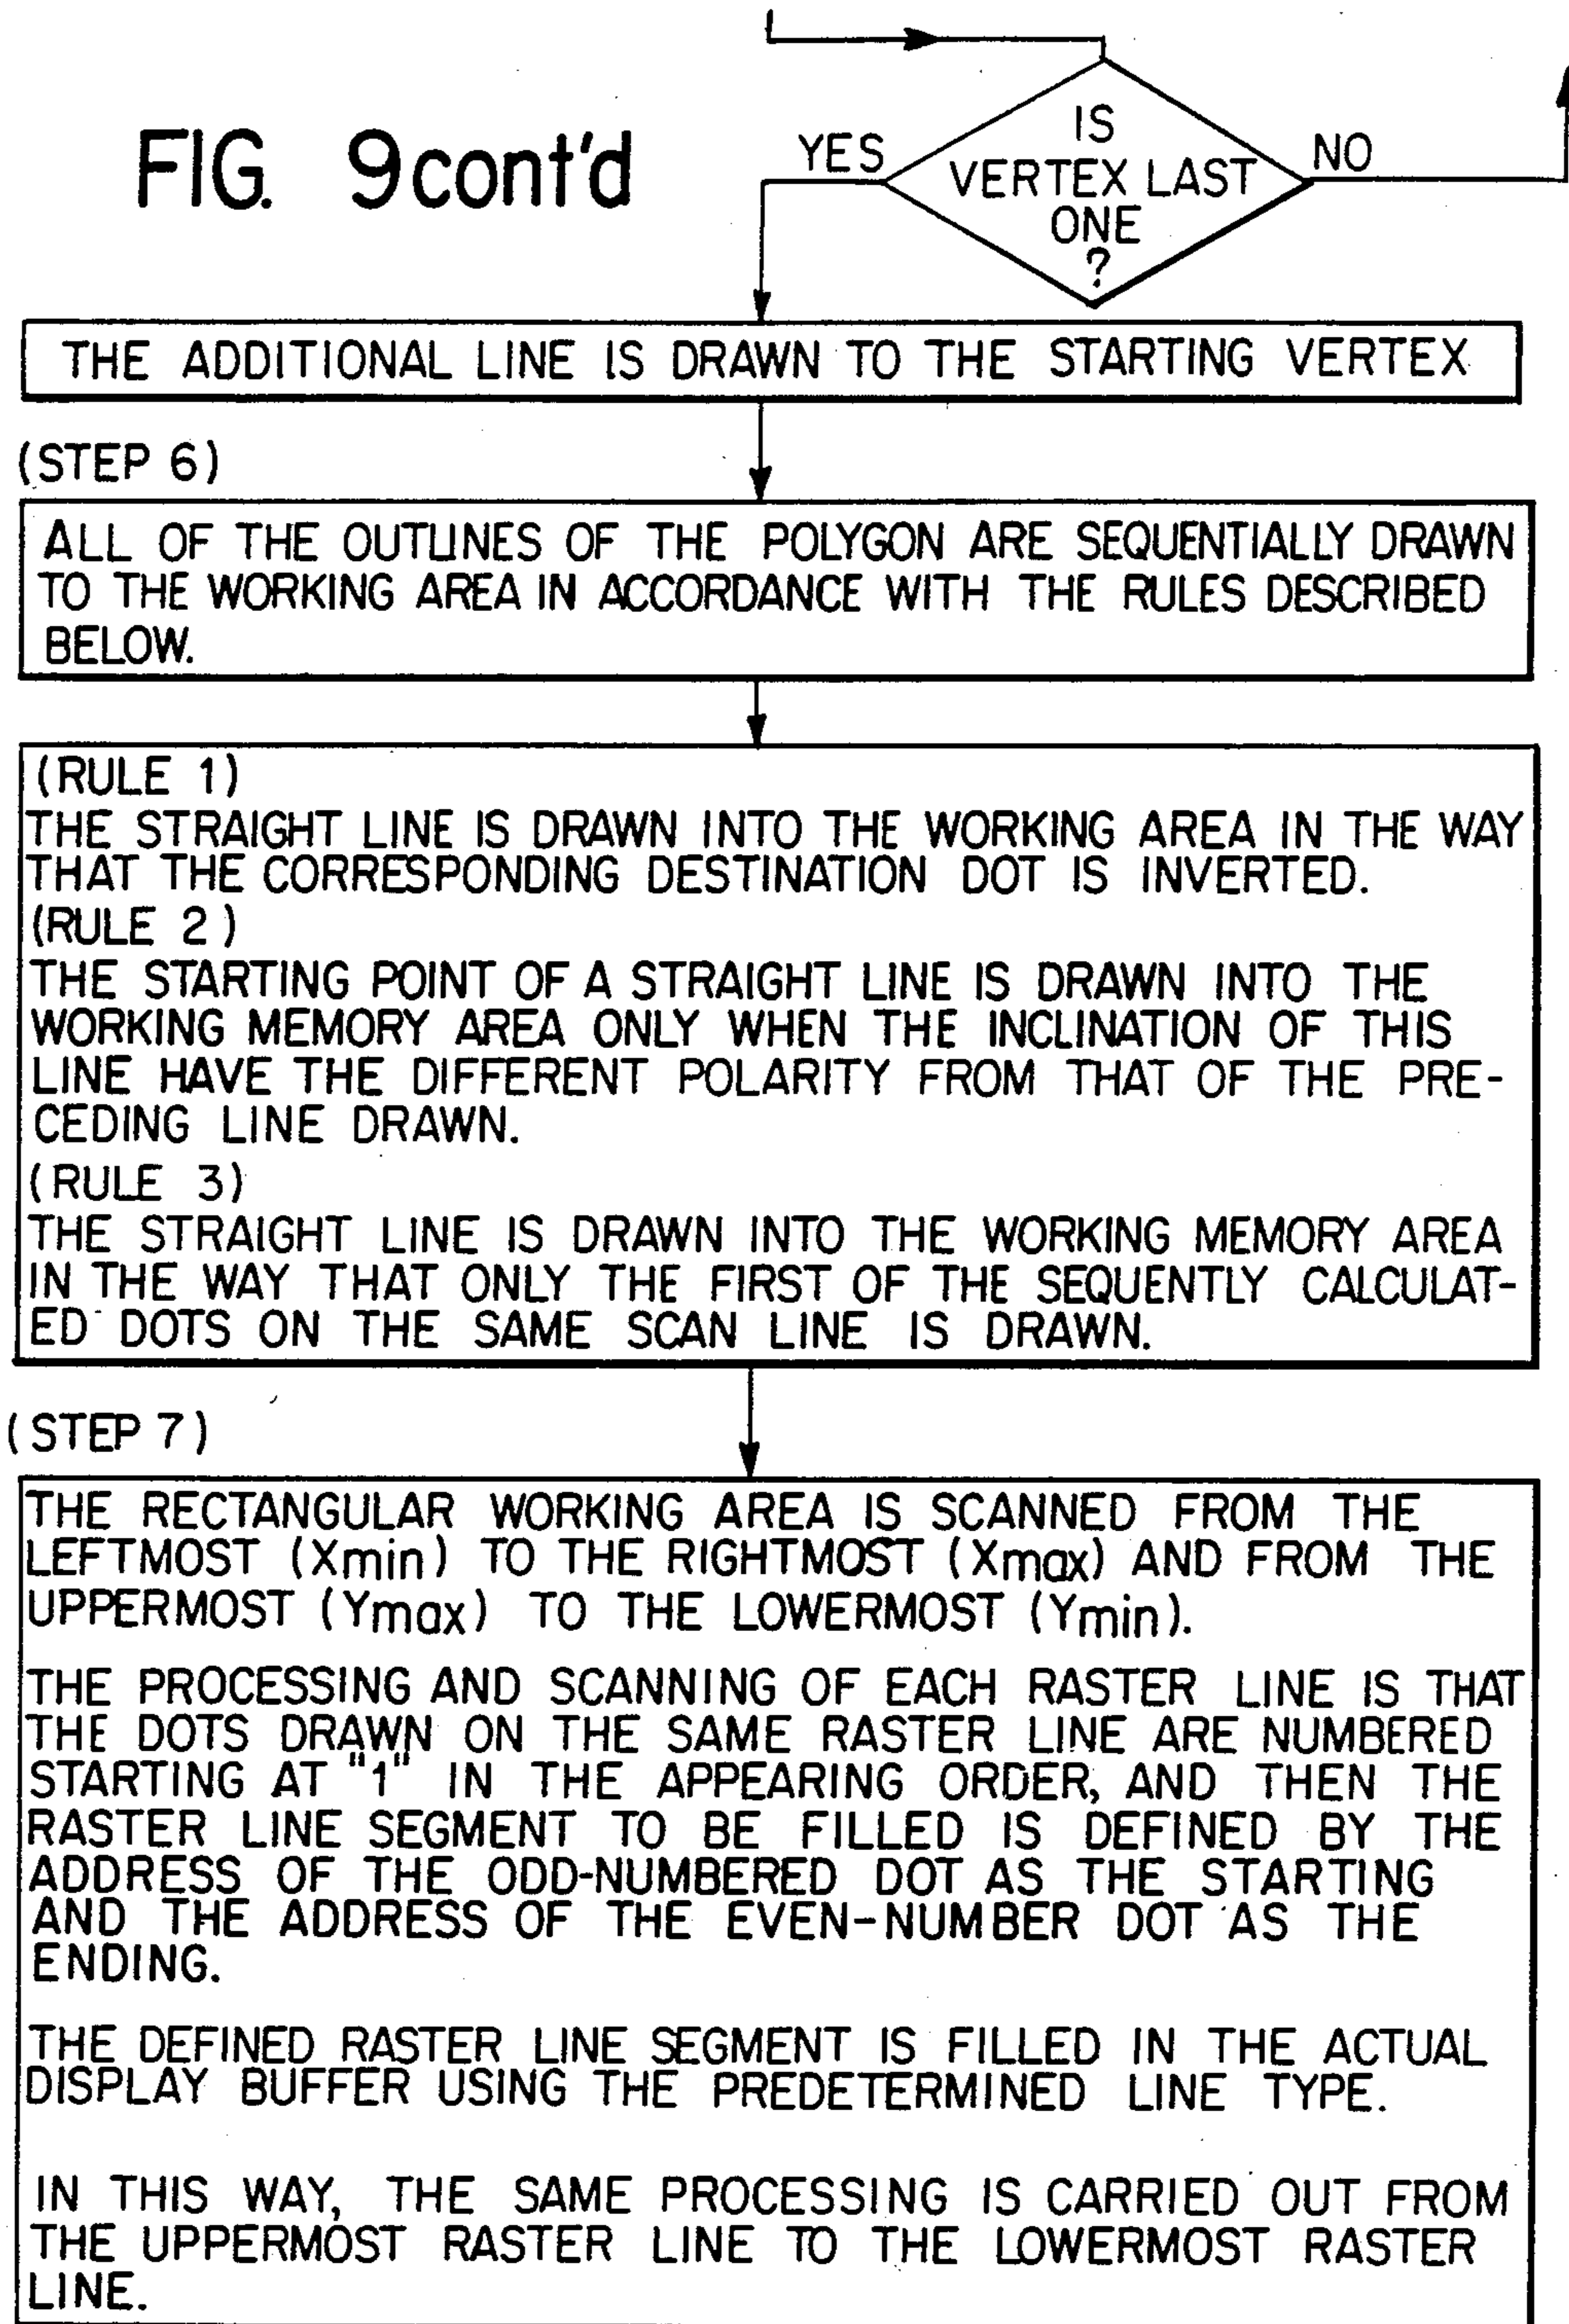 FIG. 9cont'd
IS
VERTEX LAST
ONE
?
YES
NO
THE ADDITIONAL LINE IS DRAWN TO THE STARTING VERTEX
(STEP 6)
ALL OF THE OUTLINES OF THE POLYGON ARE SEQUENTIALLY DRAWN
TO THE WORKING AREA IN ACCORDANCE WITH THE RULES DESCRIBED
BELOW.
(RULE 1)
THE STRAIGHT LINE IS DRAWN INTO THE WORKING AREA IN THE WAY
THAT THE CORRESPONDING DESTINATION DOT IS INVERTED.
(RULE 2)
THE STARTING POINT OF A STRAIGHT LINE IS DRAWN INTO THE
WORKING MEMORY AREA ONLY WHEN THE INCLINATION OF THIS
LINE HAVE THE DIFFERENT POLARITY FROM THAT OF THE PRE-
CEDING LINE DRAWN.
(RULE 3)
THE STRAIGHT LINE IS DRAWN INTO THE WORKING MEMORY AREA
IN THE WAY THAT ONLY THE FIRST OF THE SEQUENTLY CALCULAT-
ED DOTS ON THE SAME SCAN LINE IS DRAWN.
(STEP 7)
THE RECTANGULAR WORKING AREA IS SCANNED FROM THE
LEFTMOST (Xmin) TO THE RIGHTMOST (Xmax) AND FROM THE
UPPERMOST (Ymax) TO THE LOWERMOST (Ymin).
THE PROCESSING AND SCANNING OF EACH RASTER LINE IS THAT
THE DOTS DRAWN ON THE SAME RASTER LINE ARE NUMBERED
STARTING AT "1" IN THE APPEARING ORDER, AND THEN THE
RASTER LINE SEGMENT TO BE FILLED IS DEFINED BY THE
ADDRESS OF THE ODD-NUMBERED DOT AS THE STARTING
AND THE ADDRESS OF THE EVEN-NUMBER DOT AS THE
ENDING.
THE DEFINED RASTER LINE SEGMENT IS FILLED IN THE ACTUAL
DISPLAY BUFFER USING THE PREDETERMINED LINE TYPE.
IN THIS WAY, THE SAME PROCESSING IS CARRIED OUT FROM
THE UPPERMOST RASTER LINE TO THE LOWERMOST RASTER
LINE.